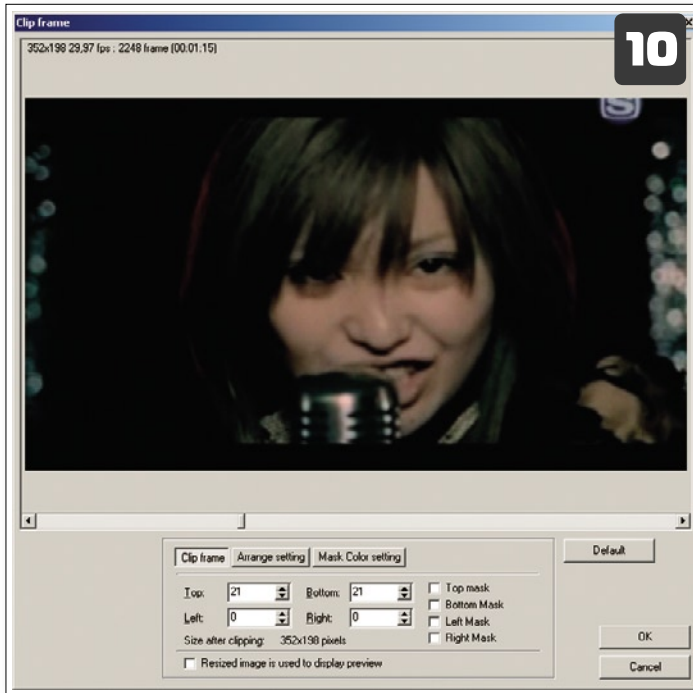 Clip frame
10
352x198 29,97 fps : 2248 frame (00:01:15)
S
Clip frame Arrange setting Mask Color setting
Default
Top: 21 Bottom: 21 Top mask
Bottom Mask
Left: 0 Right: 0 Left Mask
Size after clipping: 352x198 pixels Right Mask
Resized image is used to display preview
OK
Cancel